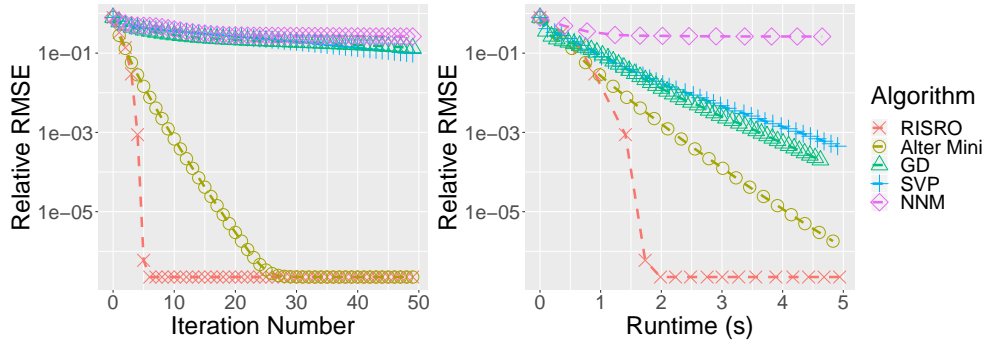 Relative RMSE
1e−01
1e−03
1e−05
0 10 20 30 40 50
Iteration Number
Relative RMSE
1e−01
1e−03
1e−05
0 1 2 3 4 5
Runtime (s)
Algorithm
RISRO
Alter Mini
GD
SVP
NNM